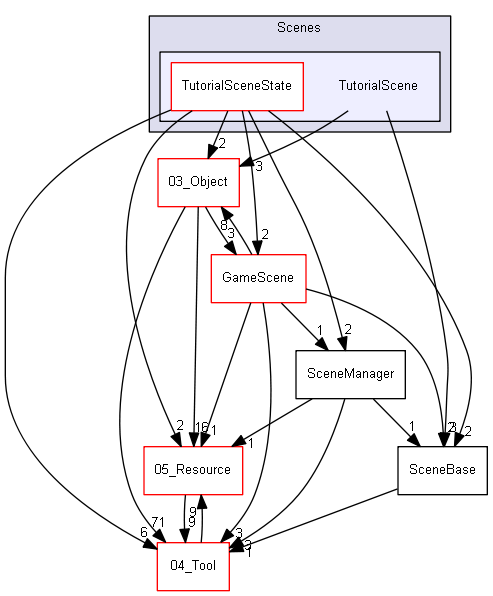 Scenes
TutorialSceneState
TutorialScene
2
3
03_Object
8
3
2
GameScene
1
2
SceneManager
2
16
1
1
1
2
3
2
05_Resource
SceneBase
9
9
71
6
3
3
1
04_Tool